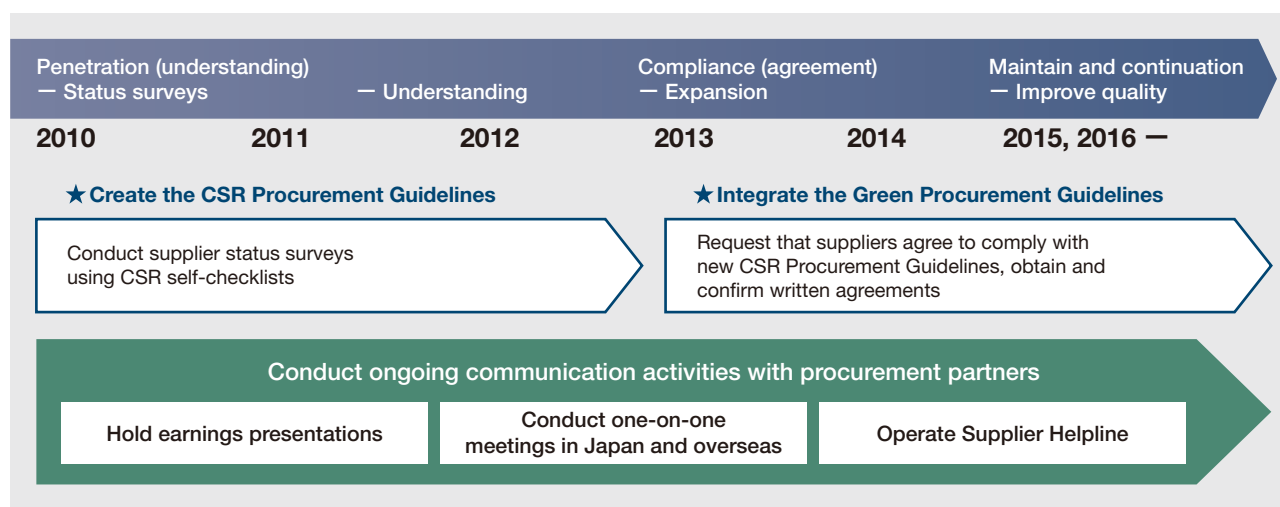 Penetration (understanding)
— Status surveys
— Understanding
Compliance (agreement)
— Expansion
Maintain and continuation
— Improve quality
2010
2011
2012
2013
2014
2015, 2016 —
★Create the CSR Procurement Guidelines
Conduct supplier status surveys
using CSR self-checklists
★Integrate the Green Procurement Guidelines
Request that suppliers agree to comply with
new CSR Procurement Guidelines, obtain and
confirm written agreements
Conduct ongoing communication activities with procurement partners
Hold earnings presentations
Conduct one-on-one
meetings in Japan and overseas
Operate Supplier Helpline